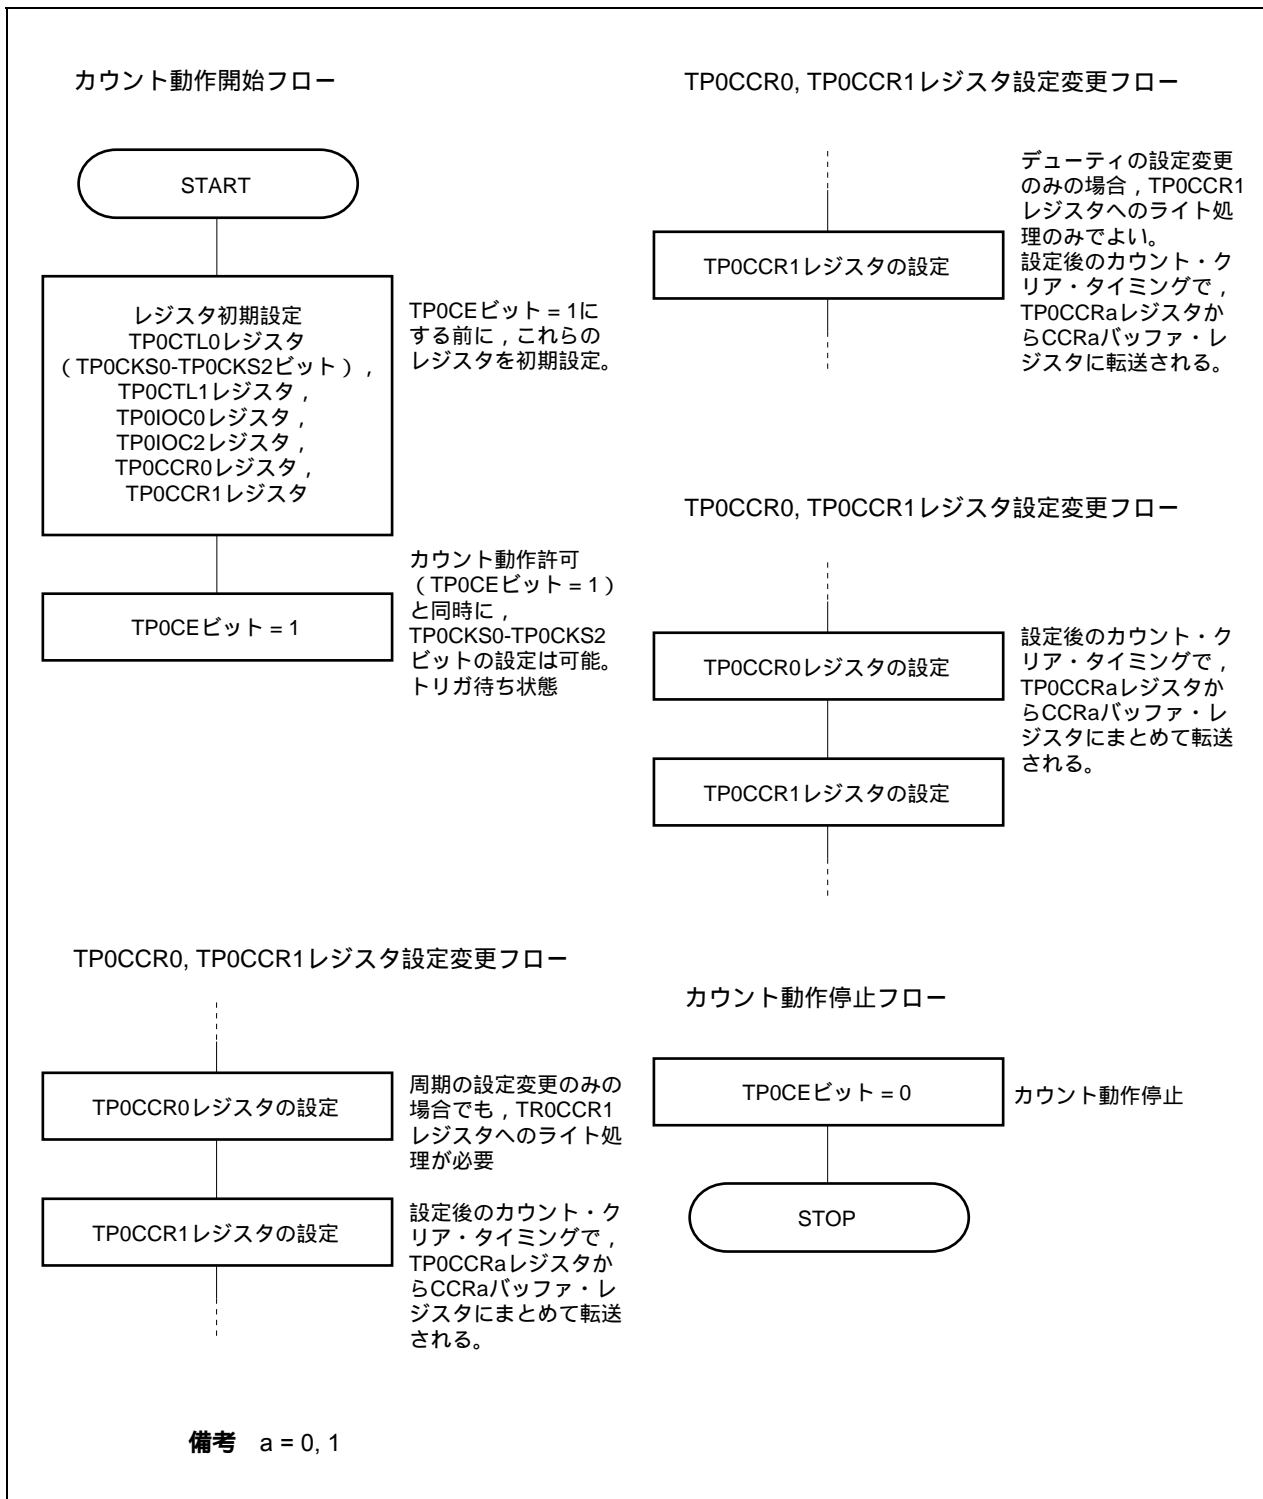 カウント動作開始フロー
START
レジスタ初期設定
TP0CTL0レジスタ
（TP0CKS0-TP0CKS2ビット），
TP0CTL1レジスタ，
TP0IOC0レジスタ，
TP0IOC2レジスタ，
TP0CCR0レジスタ，
TP0CCR1レジスタ
TP0CEビット = 1に
する前に，これらの
レジスタを初期設定。
TP0CEビット = 1
カウント動作許可
（TP0CEビット = 1）
と同時に，
TP0CKS0-TP0CKS2
ビットの設定は可能。
トリガ待ち状態
TP0CCR0, TP0CCR1レジスタ設定変更フロー
TP0CCR0レジスタの設定
周期の設定変更のみの
場合でも，TR0CCR1
レジスタへのライト処
理が必要
TP0CCR1レジスタの設定
設定後のカウント・ク
リア・タイミングで，
TP0CCRaレジスタか
らCCRaバッファ・レ
ジスタにまとめて転送
される。
TP0CCR0, TP0CCR1レジスタ設定変更フロー
TP0CCR1レジスタの設定
デューティの設定変更
のみの場合，TP0CCR1
レジスタへのライト処
理のみでよい。
設定後のカウント・ク
リア・タイミングで，
TP0CCRaレジスタか
らCCRaバッファ・レ
ジスタに転送される。
TP0CCR0, TP0CCR1レジスタ設定変更フロー
TP0CCR0レジスタの設定
設定後のカウント・ク
リア・タイミングで，
TP0CCRaレジスタか
らCCRaバッファ・レ
ジスタにまとめて転送
される。
TP0CCR1レジスタの設定
カウント動作停止フロー
TP0CEビット = 0
カウント動作停止
STOP
備考 a = 0, 1